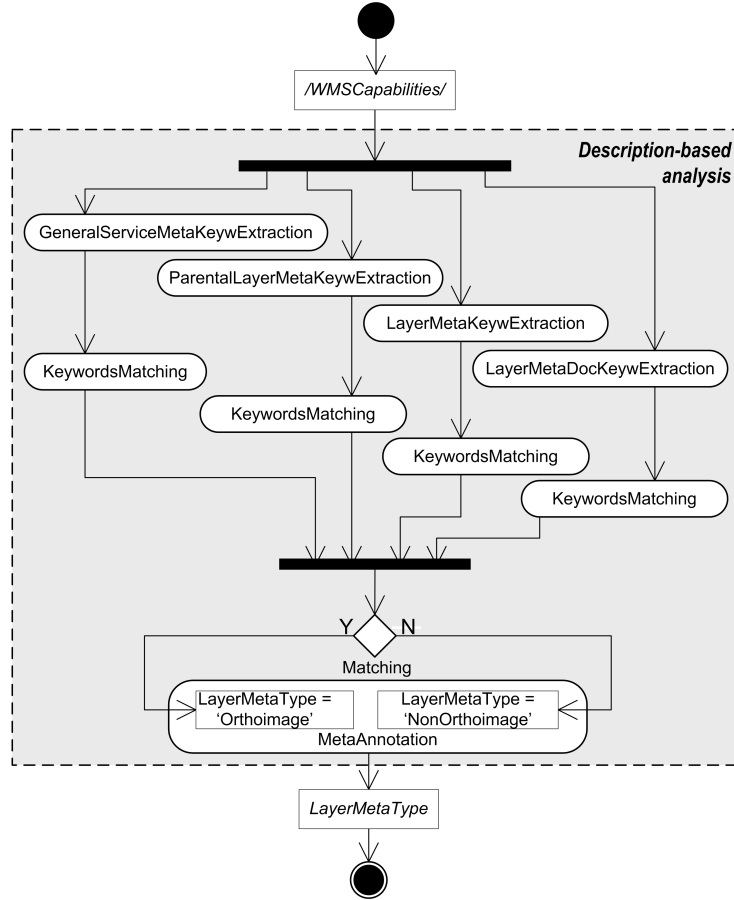 /WMSCapabilities/
Description-based
analysis
GeneralServiceMetaKeywExtraction
ParentalLayerMetaKeywExtraction
LayerMetaKeywExtraction
LayerMetaDocKeywExtraction
KeywordsMatching
KeywordsMatching
KeywordsMatching
KeywordsMatching
Y
N
Matching
LayerMetaType =
‘Orthoimage’
LayerMetaType =
‘NonOrthoimage’
MetaAnnotation
LayerMetaType